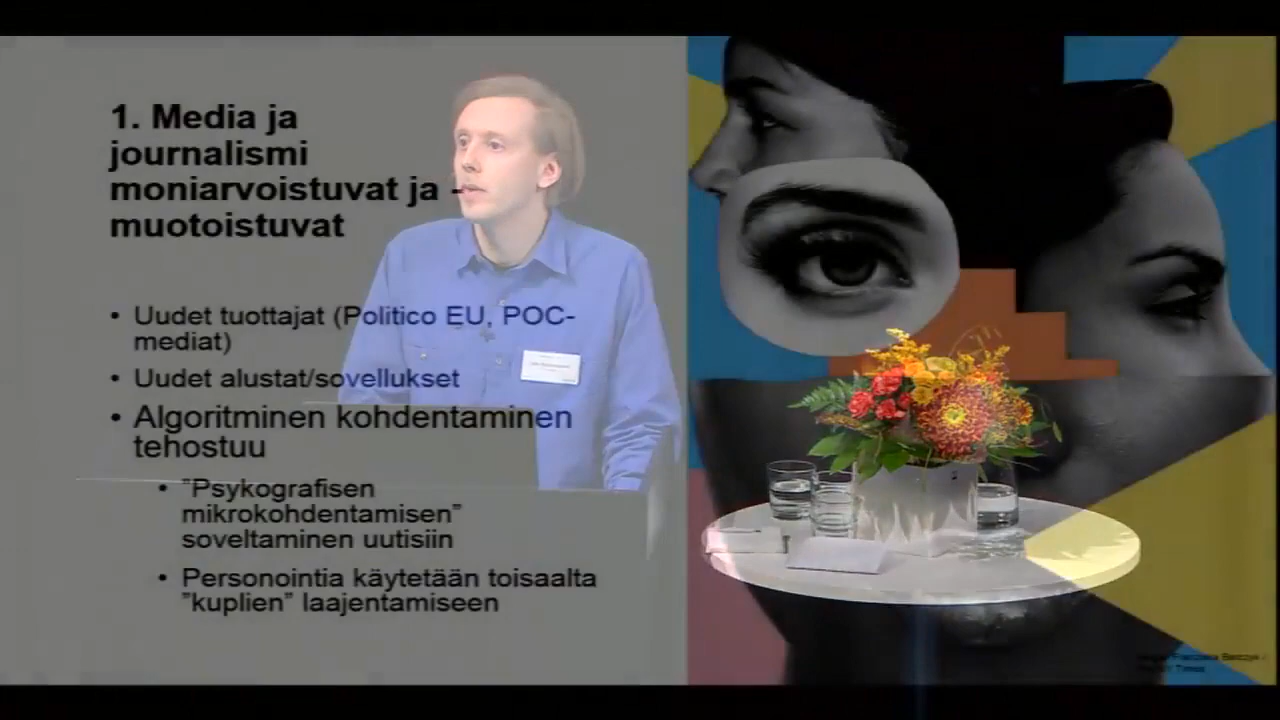 1. Media ja
journalismi
moniarvoistuvat ja -
muotoistuvat
• Uudet tuottajat (Politico EU, POC-
mediat)
• Uudet alustat/sovellukset
• Algoritminen kohdentaminen
tehostuu
• "Psykografisen
mikrokohdentamisen”
soveltaminen uutisiin
• Personointia käytetään toisaalta
”kuplien” laajentamiseen